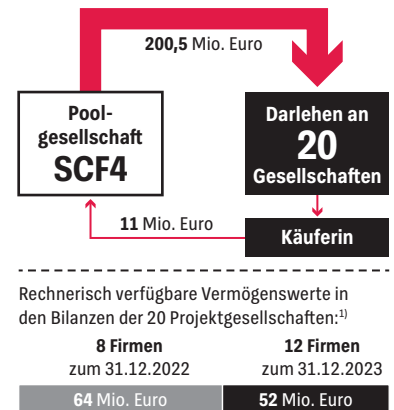 200,5 Mio. Euro
Pool-
gesellschaft
SCF4
Darlehen an
20
Gesellschaften
11 Mio. Euro
Käuferin
Rechnerisch verfügbare Vermögenswerte in
den Bilanzen der 20 Projektgesellschaften:¹⁾
8 Firmen
zum 31.12.2022
12 Firmen
zum 31.12.2023
64 Mio. Euro
52 Mio. Euro